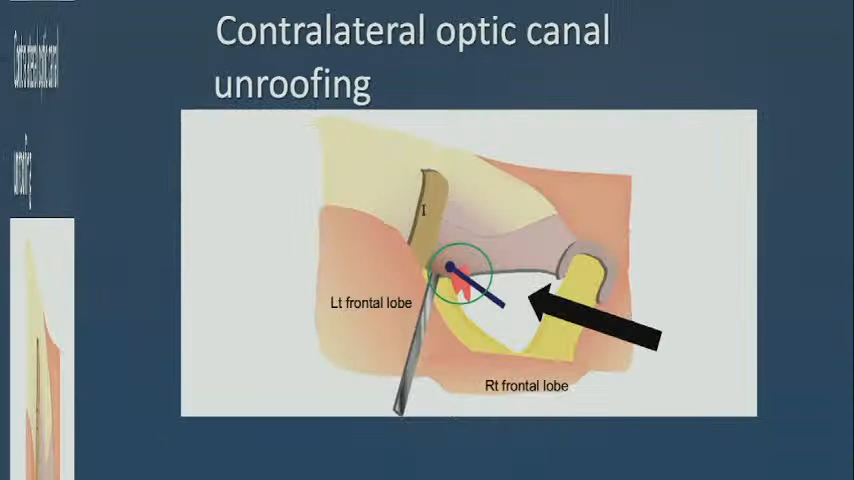 Contralateral optic canal
unroofing
I
Lt frontal lobe
Rt frontal lobe